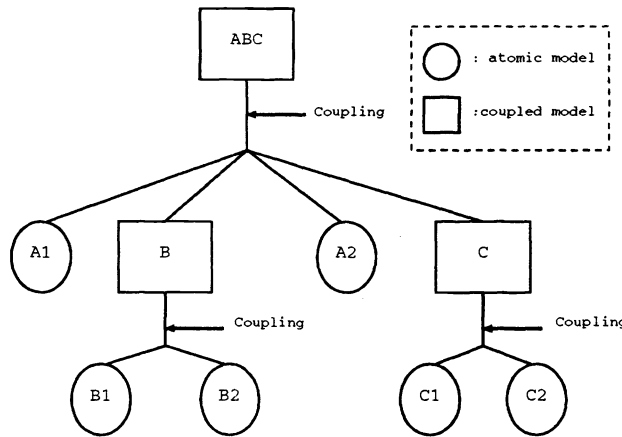 ABC
: atomic model
:coupled model
Coupling
A1
B
A2
C
Coupling
Coupling
B1
B2
C1
C2